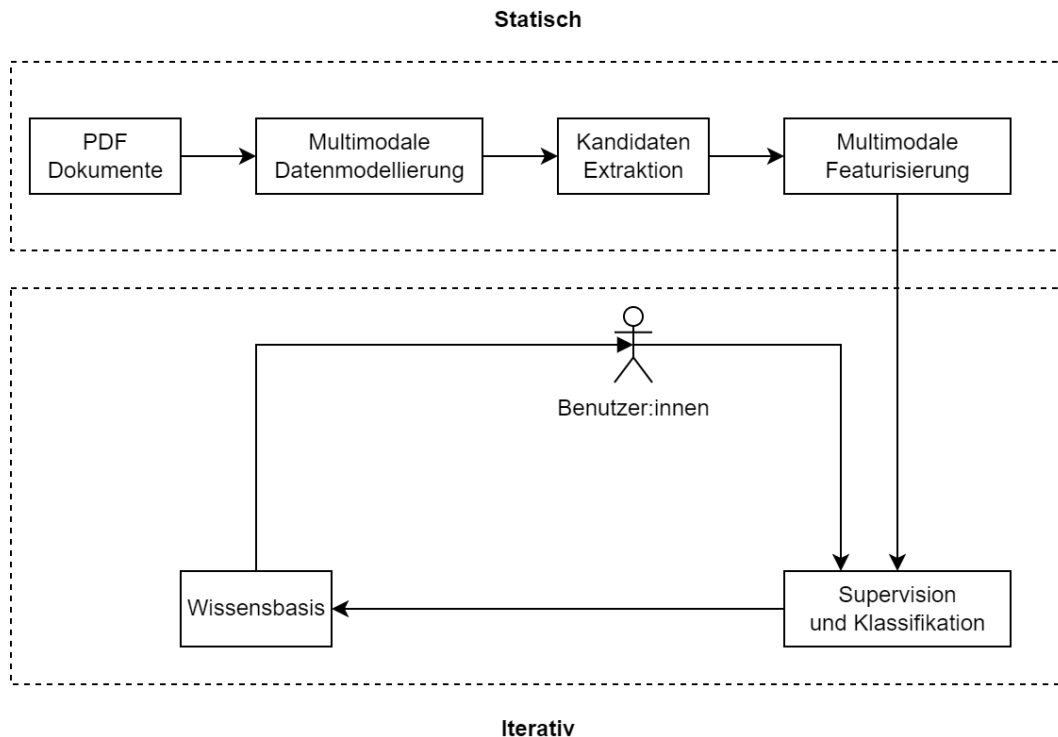 Statisch
PDF
Dokumente
Multimodale
Datenmodellierung
Kandidaten
Extraktion
Multimodale
Featurisierung
Benutzer:innen
Wissensbasis
Supervision
und Klassifikation
Iterativ